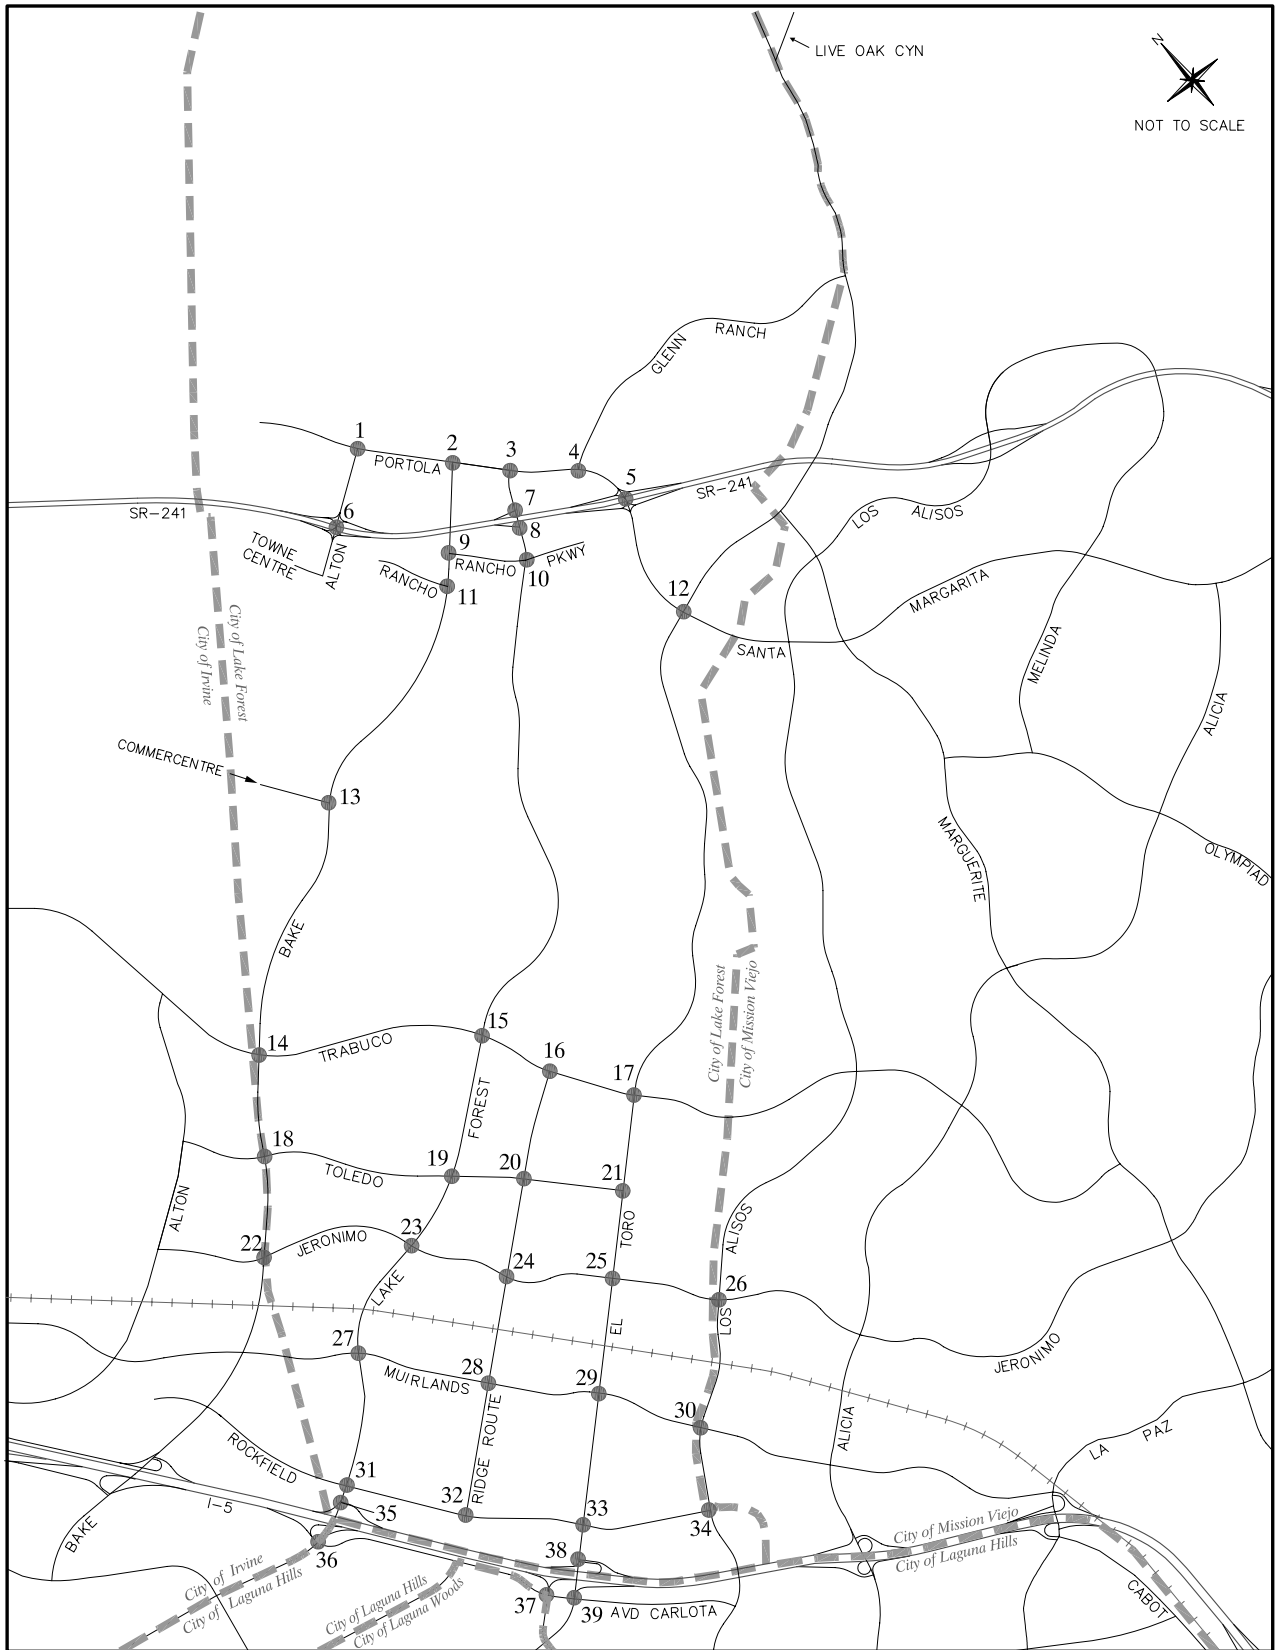 LIVE OAK CYN
N
NOT TO SCALE
GLENN
RANCH
1
2
3
4
5
PORTOLA
6
7
8
SR-241
SR-241
TOWNE
CENTRE
ALTON
9
RANCHO
RANCHO
PKWY
10
11
LOS
ALISOS
12
MARGARITA
SANTA
MELINDA
ALICIA
City of Lake Forest
City of Irvine
COMMERCENTRE
13
MARGUERITE
OLYMPIAD
BAKE
City of Lake Forest
City of Mission Viejo
14
TRABUCO
15
16
17
FOREST
18
TOLEDO
19
20
21
ALTON
TORO
ALISOS
22
JERONIMO
23
24
25
26
LAKE
EL
LOS
27
MUIRLANDS
28
29
30
JERONIMO
RIDGE ROUTE
ALICIA
LA
PAZ
ROCKFIELD
31
32
33
34
I-5
35
BAKE
36
City of Mission Viejo
City of Laguna Hills
City of Irvine
City of Laguna Hills
City of Laguna Hills
City of Laguna Woods
37
38
39
AVD CARLOTA
CABOT